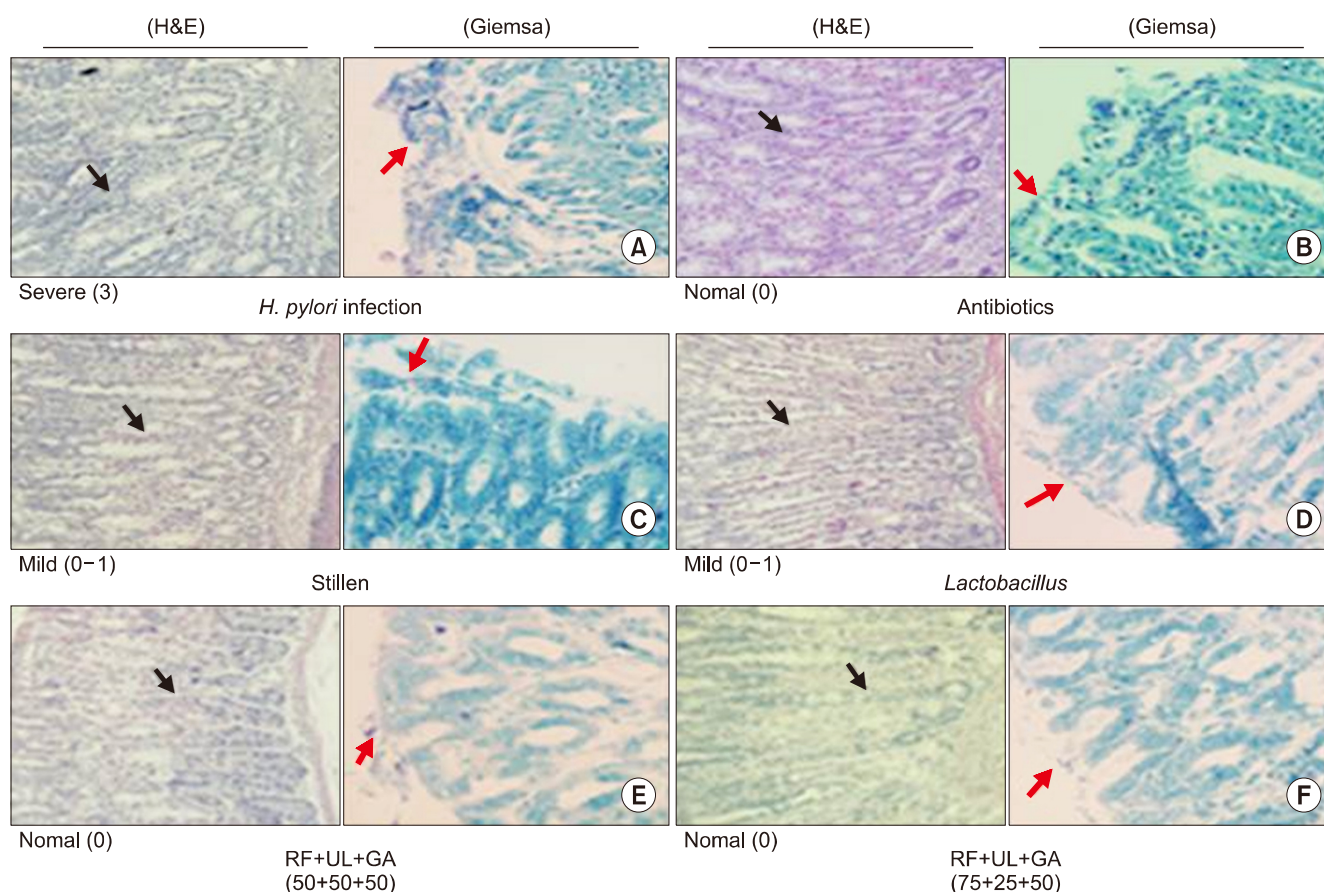 (H&E) (Giemsa) (H&E) (Giemsa)
A B
Severe (3) Nomal (0)
H. pylori infection Antibiotics
C D
Mild (0−1) Mild (0−1)
Stillen Lactobacillus
E F
Nomal (0) Nomal (0)
RF+UL+GA RF+UL+GA
(50+50+50) (75+25+50)